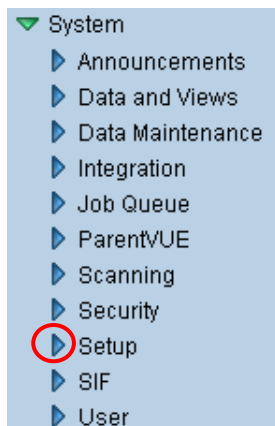 System
Announcements
Data and Views
Data Maintenance
Integration
Job Queue
ParentVUE
Scanning
Security
Setup
SIF
User